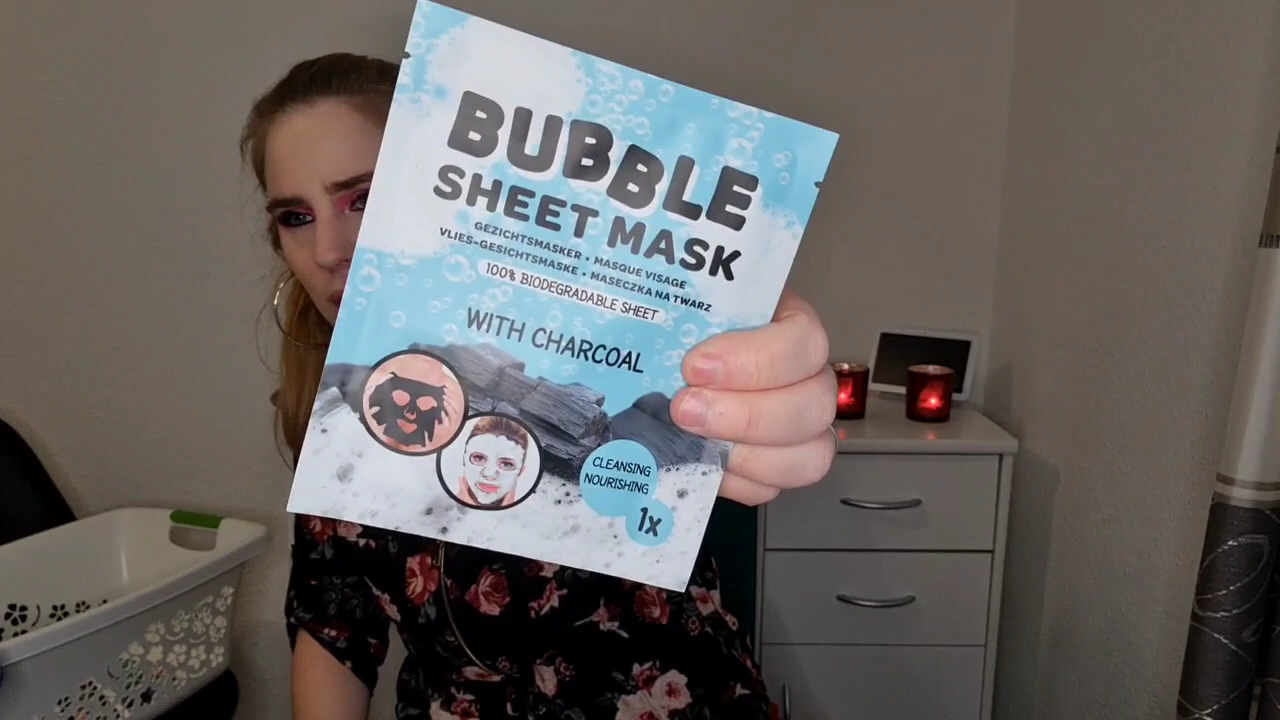 BUBBLE
SHEET MASK
GEZICHTSMASKER • MASQUE VISAGE
VLIES-GESICHTSMASKE • MASECZKA NA TWARZ
100% BIODEGRADABLE SHEET
WITH CHARCOAL
CLEANSING
NOURISHING
1x